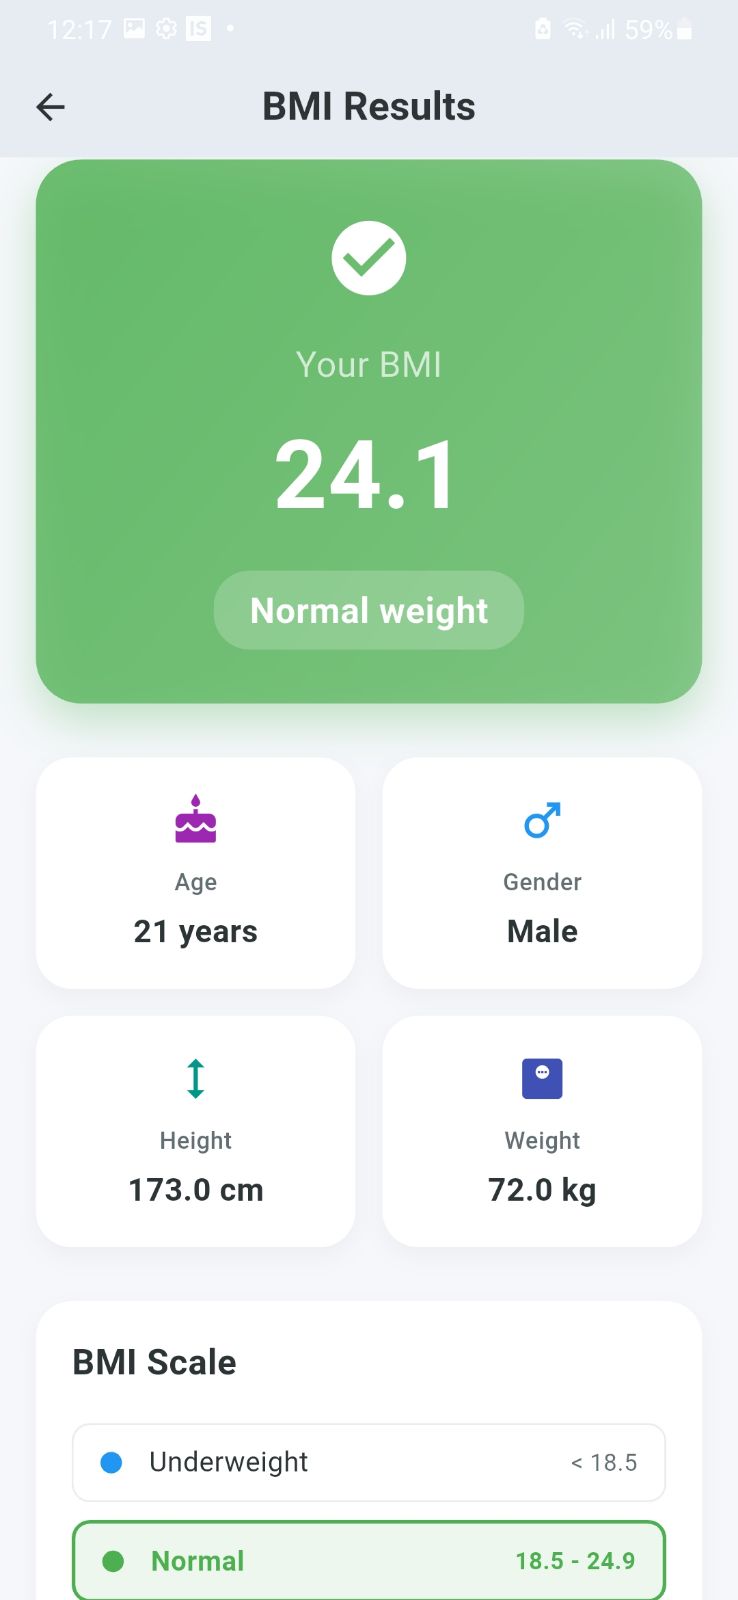 12:17 IS 59%
BMI Results
Your BMI
24.1
Normal weight
Age Gender
21 years Male
Height Weight
173.0 cm 72.0 kg
BMI Scale
Underweight < 18.5
Normal 18.5 - 24.9